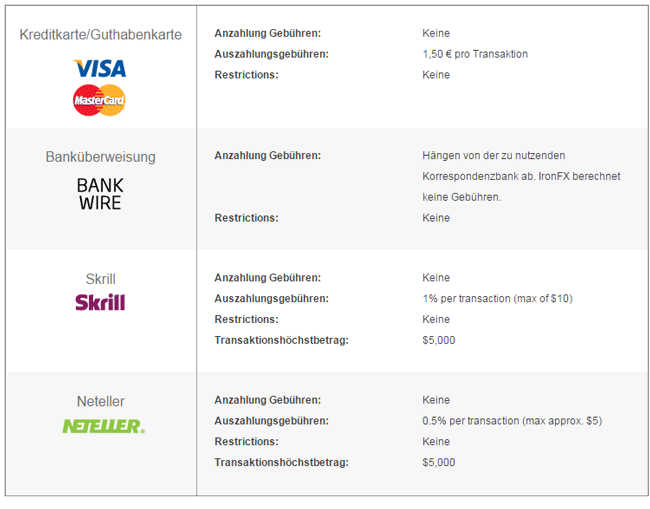 Kreditkarte/Guthabenkarte
VISA
MasterCard
Anzahlung Gebühren: Keine
Auszahlungsgebühren: 1,50 € pro Transaktion
Restrictions: Keine
Banküberweisung
BANK
WIRE
Anzahlung Gebühren: Hängen von der zu nutzenden
Korrespondenzbank ab. IronFX berechnet
keine Gebühren.
Restrictions: Keine
Skrill
Skrill
Anzahlung Gebühren: Keine
Auszahlungsgebühren: 1% per transaction (max of $10)
Restrictions: Keine
Transaktionshöchstbetrag: $5,000
Neteller
NETELLER®
Anzahlung Gebühren: Keine
Auszahlungsgebühren: 0.5% per transaction (max approx. $5)
Restrictions: Keine
Transaktionshöchstbetrag: $5,000